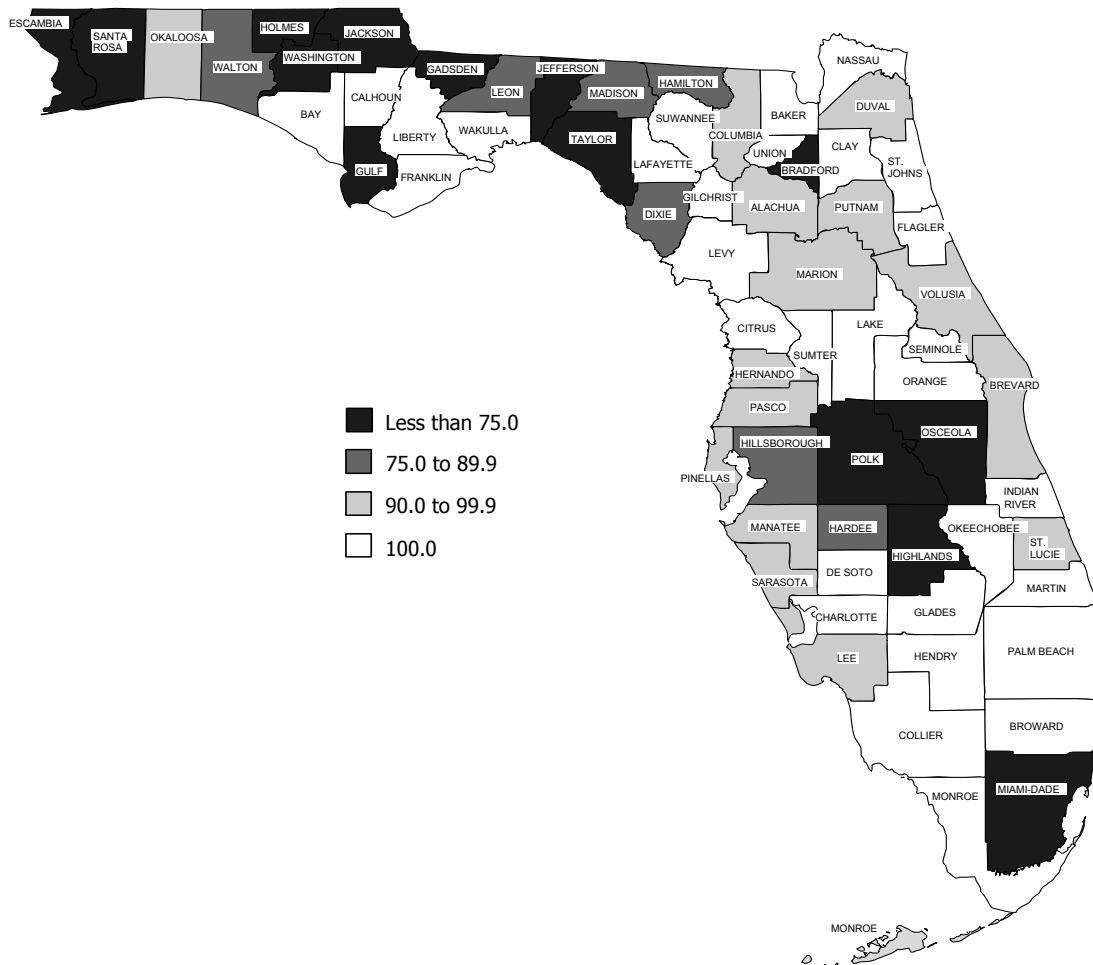 ESCAMBIA
SANTA
ROSA
OKALOOSA
WALTON
HOLMES
WASHINGTON
JACKSON
BAY
CALHOUN
GULF
LIBERTY
FRANKLIN
GADSDEN
LEON
WAKULLA
JEFFERSON
MADISON
TAYLOR
HAMILTON
SUWANNEE
LAFAYETTE
DIXIE
COLUMBIA
GILCHRIST
LEVY
BAKER
UNION
BRADFORD
ALACHUA
NASSAU
DUVAL
CLAY
ST.
JOHNS
PUTNAM
FLAGLER
MARION
VOLUSIA
CITRUS
SUMTER
LAKE
SEMINOLE
ORANGE
BREVARD
HERNANDO
PASCO
PINELLAS
HILLSBOROUGH
POLK
OSCEOLA
INDIAN
RIVER
MANATEE
HARDEE
HIGHLANDS
OKEECHOBEE
ST.
LUCIE
SARASOTA
DE SOTO
MARTIN
CHARLOTTE
GLADES
LEE
HENDRY
PALM BEACH
COLLIER
BROWARD
MONROE
MIAMI-DADE
MONROE
Less than 75.0
75.0 to 89.9
90.0 to 99.9
100.0